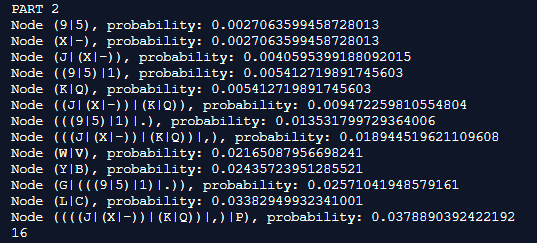 PART 2
Node (9|5), probability: 0.0027063599458728013
Node (X|-), probability: 0.0027063599458728013
Node (J|(X|-)), probability: 0.0040595399188092015
Node ((9|5)|1), probability: 0.005412719891745603
Node (K|Q), probability: 0.005412719891745603
Node ((J|(X|-))|(K|Q)), probability: 0.009472259810554804
Node (((9|5)|1)|.), probability: 0.013531799729364006
Node (((J|(X|-))|(K|Q))|,), probability: 0.018944519621109608
Node (W|V), probability: 0.02165087956698241
Node (Y|B), probability: 0.02435723951285521
Node (G|(((9|5)|1)|.)), probability: 0.02571041948579161
Node (L|C), probability: 0.03382949932341001
Node ((((J|(X|-))|(K|Q))|,)|P), probability: 0.0378890392422192
16